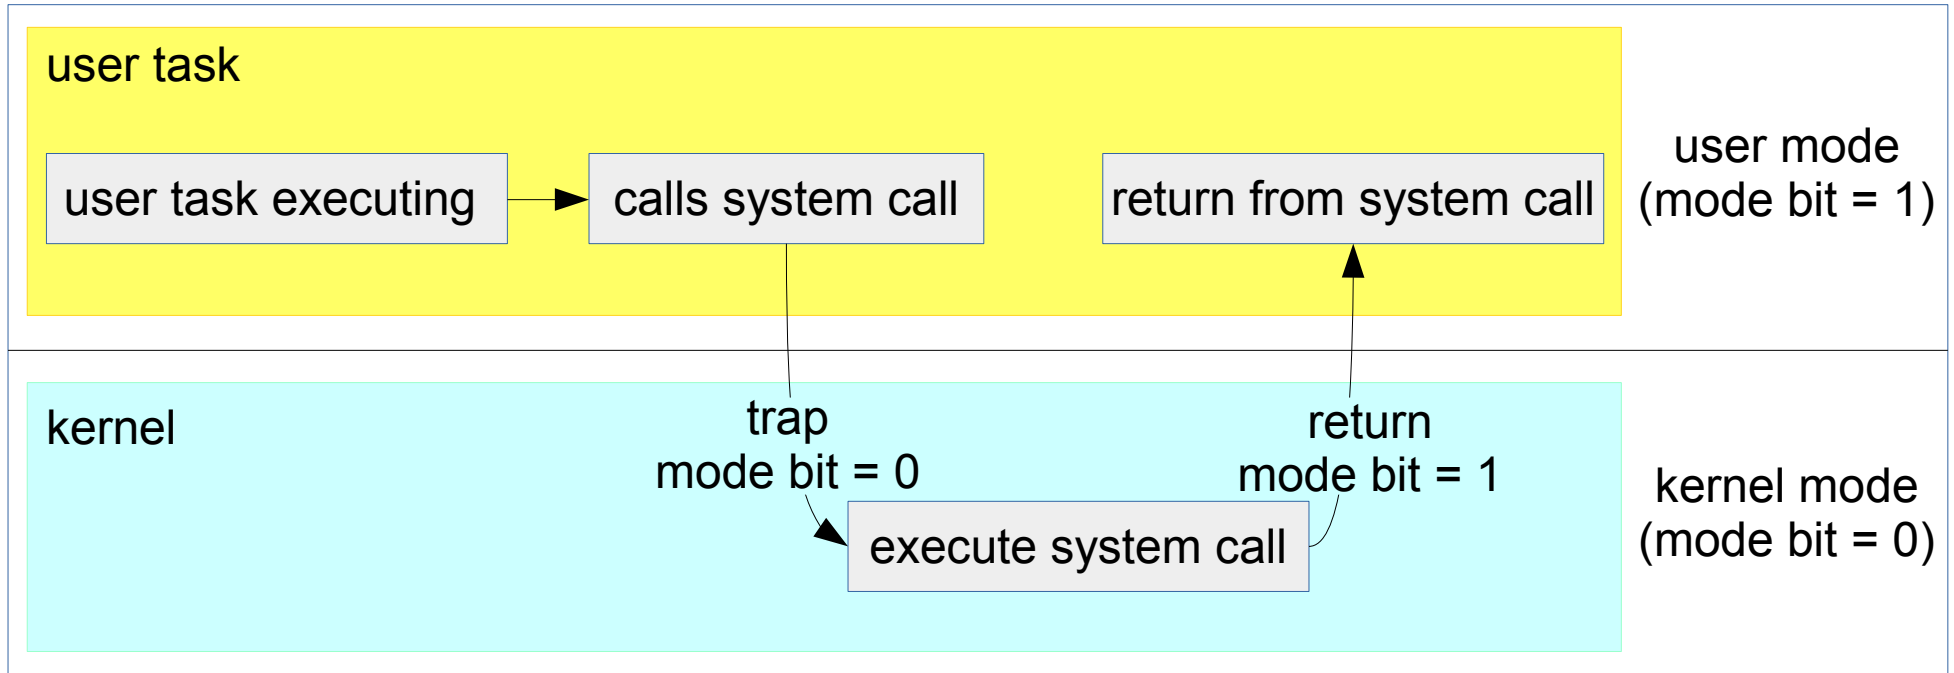 user task
user task executing
calls system call
return from system call
user mode
(mode bit = 1)
kernel
trap
mode bit = 0
return
mode bit = 1
execute system call
kernel mode
(mode bit = 0)